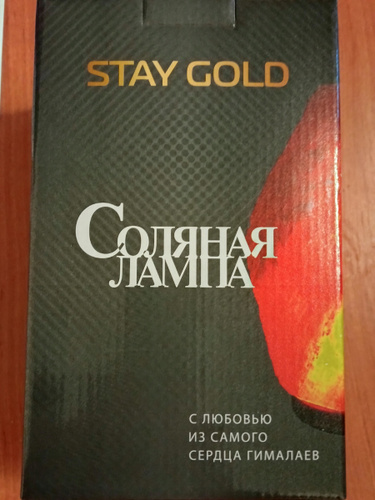 STAY GOLD
СОЛЯНАЯ
ЛАМПА
С ЛЮБОВЬЮ
ИЗ САМОГО
СЕРДЦА ГИМАЛАЕВ